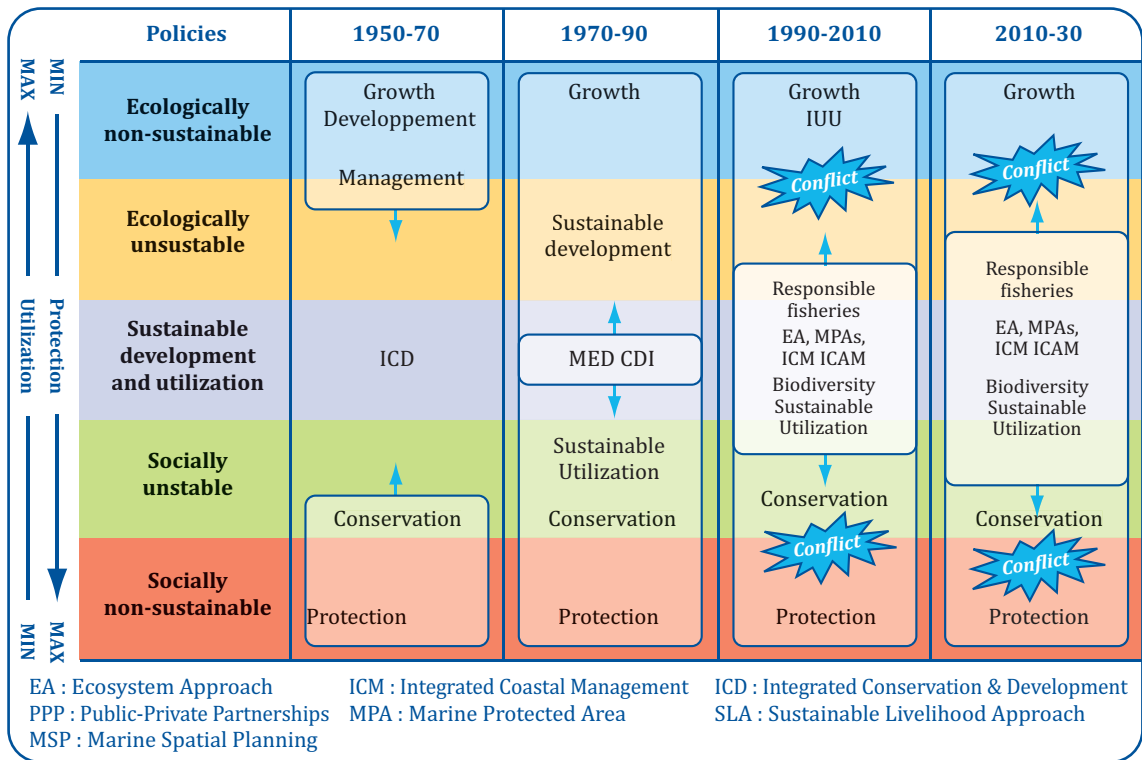 Policies
1950-70
1970-90
1990-2010
2010-30
MAX
MIN
Utilization
Protection
MIN
MAX
Ecologically
non-sustainable
Growth
Developpement
Management
Growth
Growth
IUU
Conflict
Growth
Conflict
Ecologically
unsustable
Sustainable
development
Responsible
fisheries
Responsible
fisheries
Sustainable
development
and utilization
ICD
MED CDI
EA, MPAs,
ICM ICAM
Biodiversity
Sustainable
Utilization
EA, MPAs,
ICM ICAM
Biodiversity
Sustainable
Utilization
Socially
unstable
Conservation
Sustainable
Utilization
Conservation
Conservation
Conflict
Conservation
Conflict
Socially
non-sustainable
Protection
Protection
Protection
Protection
EA : Ecosystem Approach
ICM : Integrated Coastal Management
ICD : Integrated Conservation & Development
PPP : Public-Private Partnerships
MPA : Marine Protected Area
SLA : Sustainable Livelihood Approach
MSP : Marine Spatial Planning